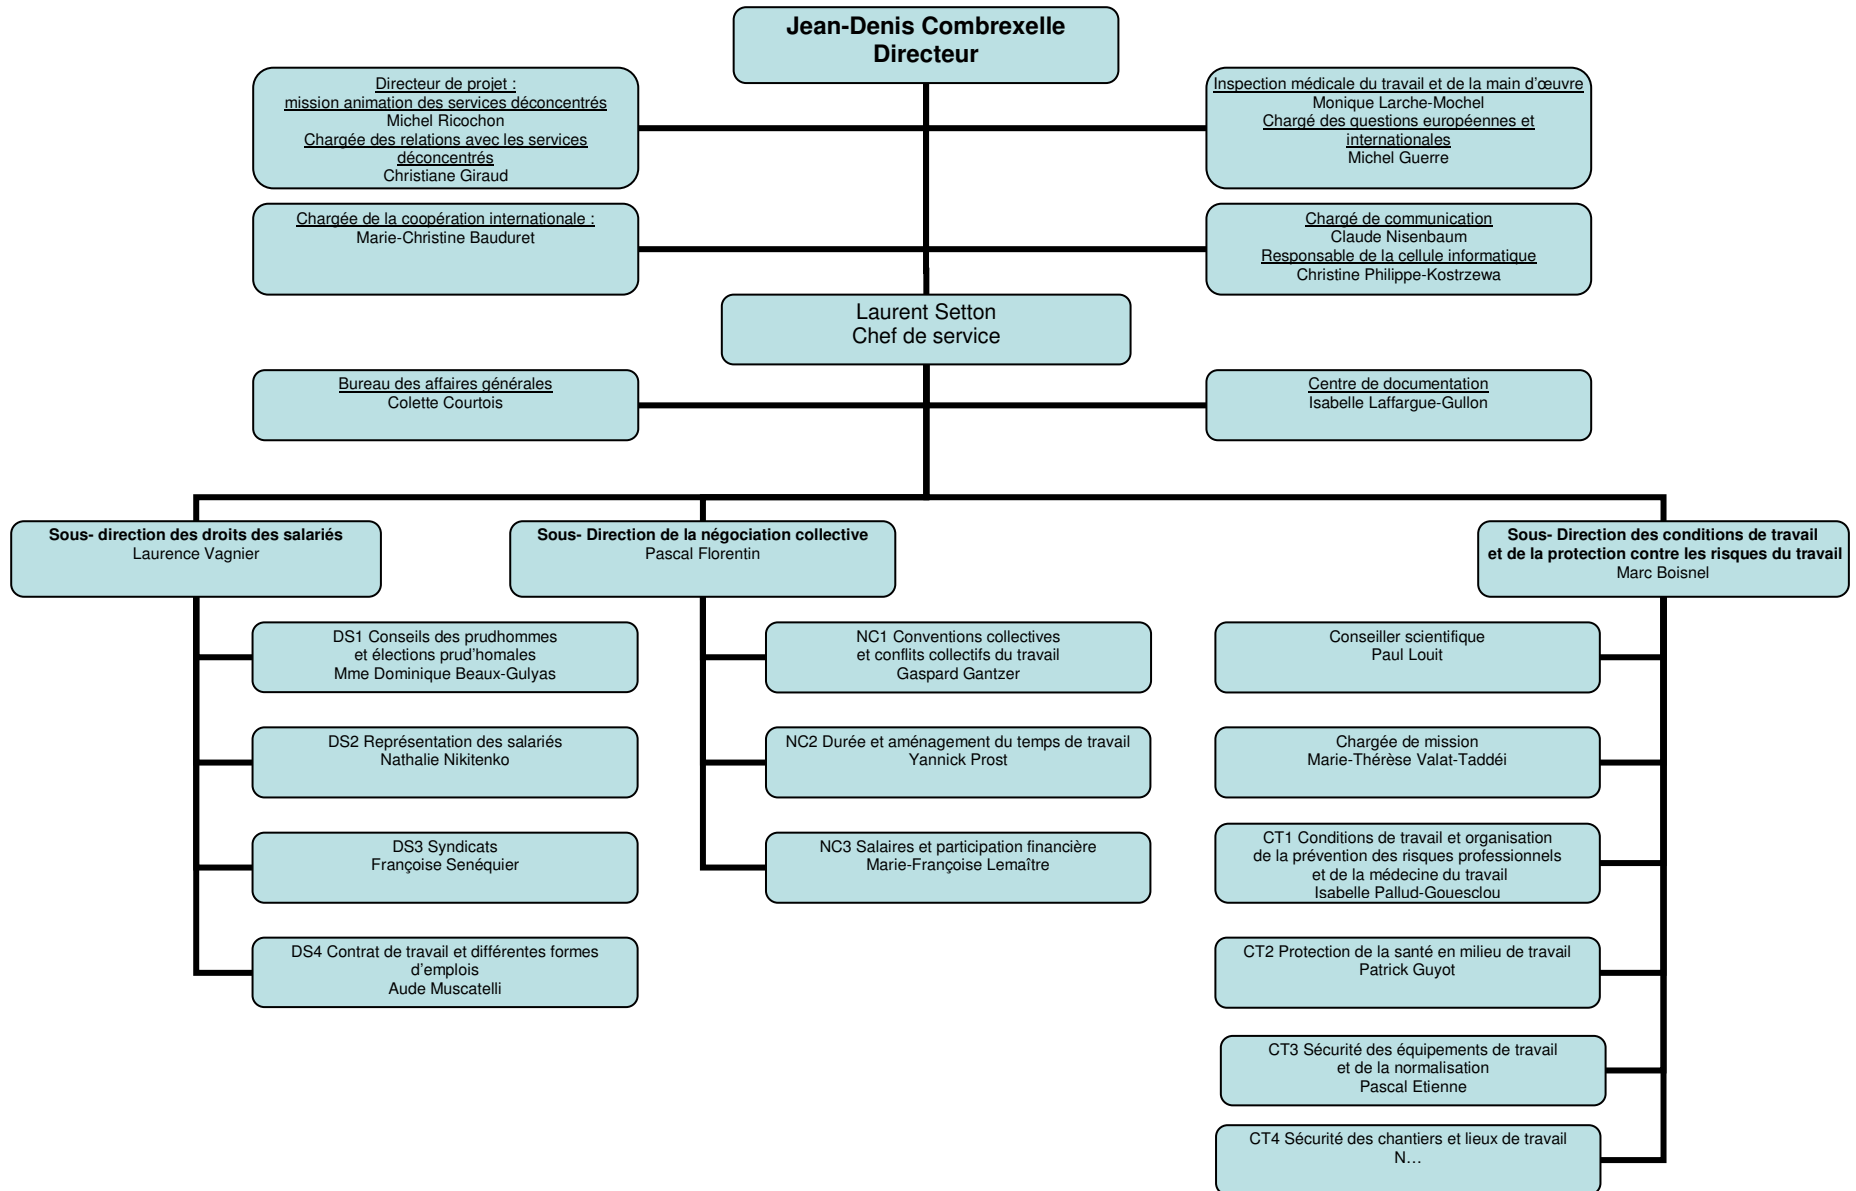 Jean-Denis Combrexelle
Directeur
Directeur de projet :
mission animation des services déconcentrés
Michel Ricochon
Chargée des relations avec les services
déconcentrés
Christiane Giraud
Inspection médicale du travail et de la main d'œuvre
Monique Larche-Mochel
Chargé des questions européennes et
internationales
Michel Guerre
Chargée de la coopération internationale :
Marie-Christine Bauduret
Chargé de communication
Claude Nisenbaum
Responsable de la cellule informatique
Christine Philippe-Kostrzewa
Laurent Setton
Chef de service
Bureau des affaires générales
Colette Courtois
Centre de documentation
Isabelle Laffargue-Gullon
Sous- direction des droits des salariés
Laurence Vagnier
Sous- Direction de la négociation collective
Pascal Florentin
Sous- Direction des conditions de travail
et de la protection contre les risques du travail
Marc Boisnel
DS1 Conseils des prudhommes
et élections prud'homales
Mme Dominique Beaux-Gulyas
DS2 Représentation des salariés
Nathalie Nikitenko
DS3 Syndicats
Françoise Senéquier
DS4 Contrat de travail et différentes formes
d'emplois
Aude Muscatelli
NC1 Conventions collectives
et conflits collectifs du travail
Gaspard Gantzer
NC2 Durée et aménagement du temps de travail
Yannick Prost
NC3 Salaires et participation financière
Marie-Françoise Lemaître
Conseiller scientifique
Paul Louit
Chargée de mission
Marie-Thérèse Valat-Taddéi
CT1 Conditions de travail et organisation
de la prévention des risques professionnels
et de la médecine du travail
Isabelle Pallud-Gouesclou
CT2 Protection de la santé en milieu de travail
Patrick Guyot
CT3 Sécurité des équipements de travail
et de la normalisation
Pascal Etienne
CT4 Sécurité des chantiers et lieux de travail
N…